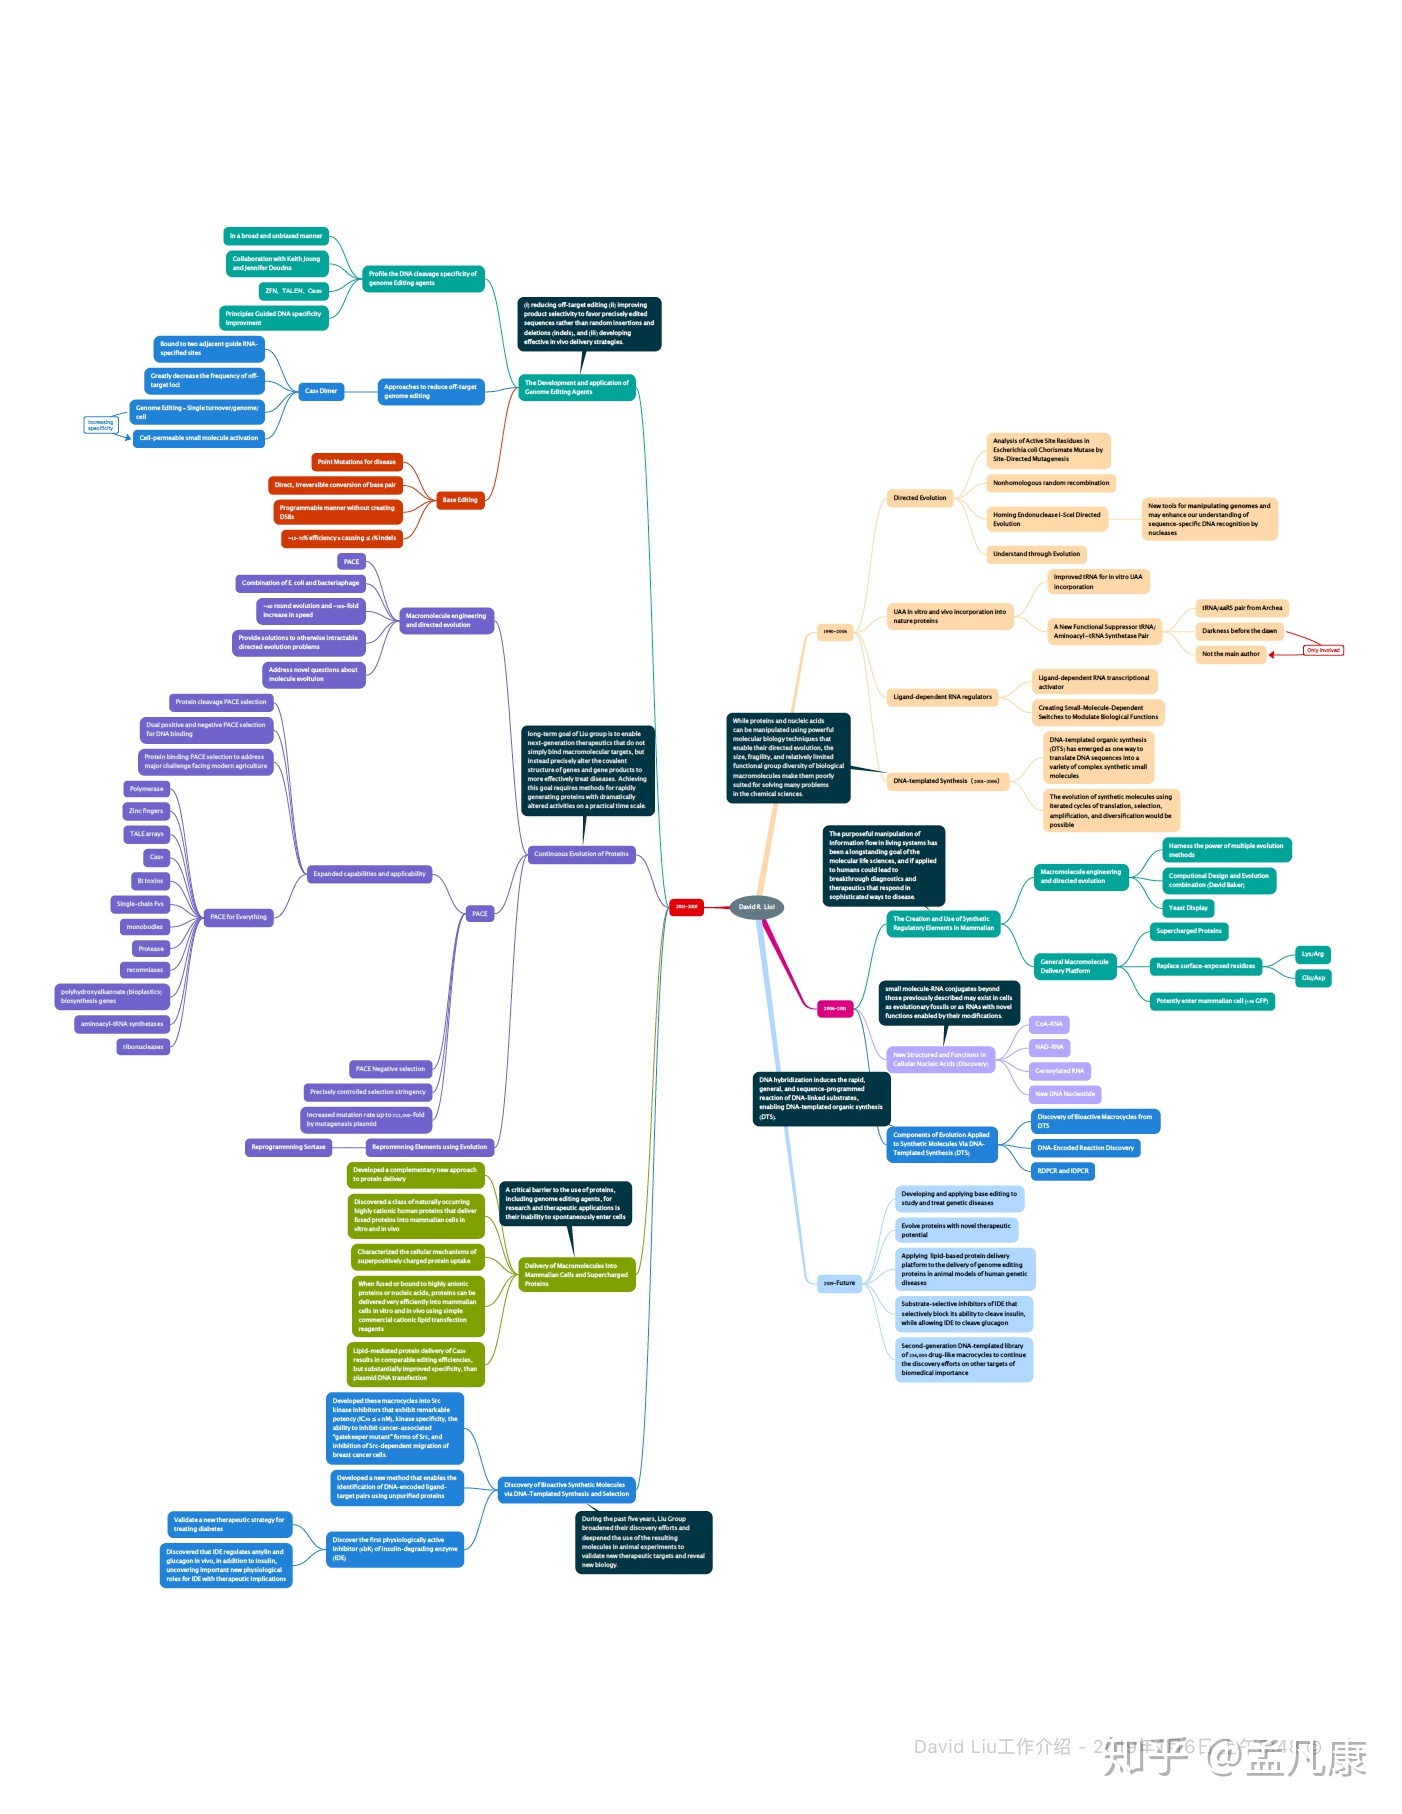 In a broad and unbiased manner
Collaboration with Keith Joung
and Jennifer Doudna
ZFN、TALEN、Cas9
Principles Guided DNA specificity
improvment
Profile the DNA cleavage specificity of
genome Editing agents
(i) reducing off-target editing (ii) improving
product selectivity to favor precisely edited
sequences rather than random insertions and
deletions (indels), and (iii) developing
effective in vivo delivery strategies.
The Development and application of
Genome Editing Agents
Bound to two adjacent guide RNA-
specified sites
Greatly decrease the frequency of off-
target loci
Genome Editing - Single turnover/genome/
cell
Cell-permeable small molecule activation
Increasing
specificity
Cas9 Dimer
Approaches to reduce off-target
genome editing
Point Mutations for disease
Direct, irreversible conversion of base pair
Programmable manner without creating
DSBs
~15-75% efficiency & causing ≤ 1% indels
Base Editing
PACE
Combination of E. coli and bacteriaphage
~40 round evolution and ~100-fold
increase in speed
Provide solutions to otherwise intractable
directed evolution problems
Address novel questions about
molecule evoltuion
Macromolecule engineering
and directed evolution
Protein cleavage PACE selection
Dual positive and negetive PACE selection
for DNA binding
Protein binding PACE selection to address
major challenge facing modern agriculture
Polymerase
Zinc fingers
TALE arrays
Cas9
Bt toxins
Single-chain Fvs
monobodies
Protease
recomniases
polyhydroxyalkanoate (bioplastics)
biosynthesis genes
aminoacyl-tRNA synthetases
ribonucleases
PACE for Everything
Expanded capabilities and applicability
PACE
long-term goal of Liu group is to enable
next-generation therapeutics that do not
simply bind macromolecular targets, but
instead precisely alter the covalent
structure of genes and gene products to
more effectively treat diseases. Achieving
this goal requires methods for rapidly
generating proteins with dramatically
altered activities on a practical time scale.
Continuous Evolution of Proteins
PACE Negative selection
Precisely controlled selection stringency
Increased mutation rate up to 322,000-fold
by mutagenesis plasmid
Reprogrammning Sortase
Reprommning Elements using Evolution
Developed a complementary new approach
to protein delivery
Discovered a class of naturally occurring
highly cationic human proteins that deliver
fused proteins into mammalian cells in
vitro and in vivo
Characterized the cellular mechanisms of
superpositively charged protein uptake
When fused or bound to highly anionic
proteins or nucleic acids, proteins can be
delivered very efficiently into mammalian
cells in vitro and in vivo using simple
commercial cationic lipid transfection
reagents
Lipid-mediated protein delivery of Cas9
results in comparable editing efficiencies,
but substantially improved specificity, than
plasmid DNA transfection
A critical barrier to the use of proteins,
including genome editing agents, for
research and therapeutic applications is
their inability to spontaneously enter cells
Delivery of Macromolecules Into
Mammalian Cells and Supercharged
Proteins
Developed these macrocycles into Src
kinase inhibitors that exhibit remarkable
potency (IC50 ≤ 4 nM), kinase specificity, the
ability to inhibit cancer-associated
"gatekeeper mutant" forms of Src, and
inhibition of Src-dependent migration of
breast cancer cells.
Developed a new method that enables the
identification of DNA-encoded ligand-
target pairs using unpurified proteins
Validate a new therapeutic strategy for
treating diabetes
Discovered that IDE regulates amylin and
glucagon in vivo, in addition to insulin,
uncovering important new physiological
roles for IDE with therapeutic implications
Discover the first physiologically active
inhibitor (6bK) of insulin-degrading enzyme
(IDE)
Discovery of Bioactive Synthetic Molecules
via DNA-Templated Synthesis and Selection
During the past five years, Liu Group
broadened their discovery efforts and
deepened the use of the resulting
molecules in animal experiments to
validate new therapeutic targets and reveal
new biology.
2011-2018
David R. Liui
1990-2006
Directed Evolution
Analysis of Active Site Residues in
Escherichia coli Chorismate Mutase by
Site-Directed Mutagenesis
Nonhomologous random recombination
Homing Endonuclease I-SceI Directed
Evolution
New tools for manipulating genomes and
may enhance our understanding of
sequence-specific DNA recognition by
nucleases
Understand through Evolution
UAA in vitro and vivo incorporation into
nature proteins
Improved tRNA for in vitro UAA
incorporation
A New Functional Suppressor tRNA/
Aminoacyl-tRNA Synthetase Pair
tRNA/aaRS pair from Archea
Darkness before the dawn
Not the main author
Only Involved
Ligand-dependent RNA regulators
Ligand-dependent RNA transcriptional
activator
Creating Small-Molecule-Dependent
Switches to Modulate Biological Functions
While proteins and nucleic acids
can be manipulated using powerful
molecular biology techniques that
enable their directed evolution, the
size, fragility, and relatively limited
functional group diversity of biological
macromolecules make them poorly
suited for solving many problems
in the chemical sciences.
DNA-templated Synthesis（2001-2006）
DNA-templated organic synthesis
(DTS) has emerged as one way to
translate DNA sequences into a
variety of complex synthetic small
molecules
The evolution of synthetic molecules using
iterated cycles of translation, selection,
amplification, and diversification would be
possible
The purposeful manipulation of
information flow in living systems has
been a longstanding goal of the
molecular life sciences, and if applied
to humans could lead to
breakthrough diagnostics and
therapeutics that respond in
sophisticated ways to disease.
The Creation and Use of Synthetic
Regulatory Elements in Mammalian
Macromolecule engineering
and directed evolution
Harness the power of multiple evolution
methods
Computional Design and Evolution
combination (David Baker)
Yeast Display
General Macromolecule
Delivery Platform
Supercharged Proteins
Replace surface-exposed residues
Lys/Arg
Glu/Asp
Potently enter mammalian cell (+36 GFP)
2006-2011
small molecule-RNA conjugates beyond
those previously described may exist in cells
as evolutionary fossils or as RNAs with novel
functions enabled by their modifications.
New Structured and Functions in
Cellular Nucleic Acids (Discovery)
CoA-RNA
NAD-RNA
Geranylated RNA
New DNA Nucleotide
DNA hybridization induces the rapid,
general, and sequence-programmed
reaction of DNA-linked substrates,
enabling DNA-templated organic synthesis
(DTS).
Components of Evolution Applied
to Synthetic Molecules Via DNA-
Templated Synthesis (DTS)
Discovery of Bioactive Macrocycles from
DTS
DNA-Encoded Reaction Discovery
RDPCR and IDPCR
2019-Future
Developing and applying base editing to
study and treat genetic diseases
Evolve proteins with novel therapeutic
potential
Applying lipid-based protein delivery
platform to the delivery of genome editing
proteins in animal models of human genetic
diseases
Substrate-selective inhibitors of IDE that
selectively block its ability to cleave insulin,
while allowing IDE to cleave glucagon
Second-generation DNA-templated library
of 256,000 drug-like macrocycles to continue
the discovery efforts on other targets of
biomedical importance
David Liu工作介绍 -
知乎 @孟凡康